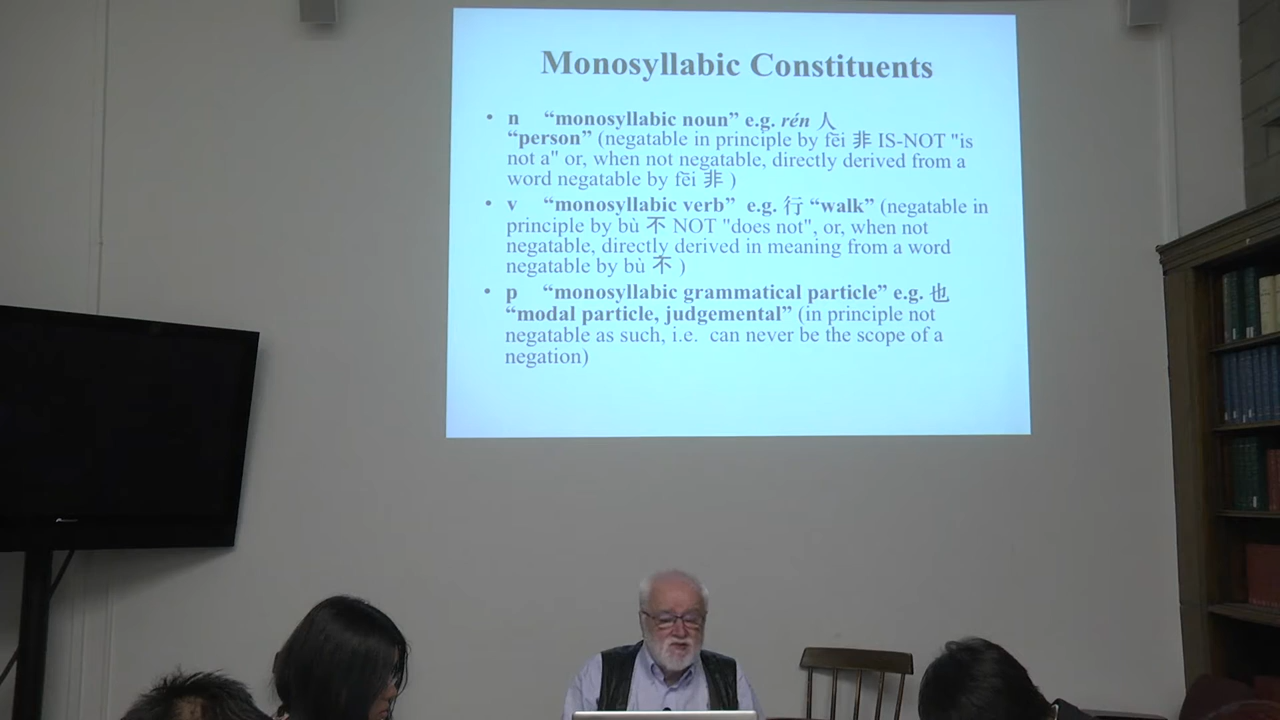 Monosyllabic Constituents
• n “monosyllabic noun” e.g. rén 人
“person” (negatable in principle by fēi 非 IS-NOT "is
not a" or, when not negatable, directly derived from a
word negatable by fēi 非 )
• v “monosyllabic verb” e.g. 行 “walk” (negatable in
principle by bù 不 NOT "does not", or, when not
negatable, directly derived in meaning from a word
negatable by bù 不 )
• p “monosyllabic grammatical particle” e.g. 也
“modal particle, judgemental” (in principle not
negatable as such, i.e. can never be the scope of a
negation)